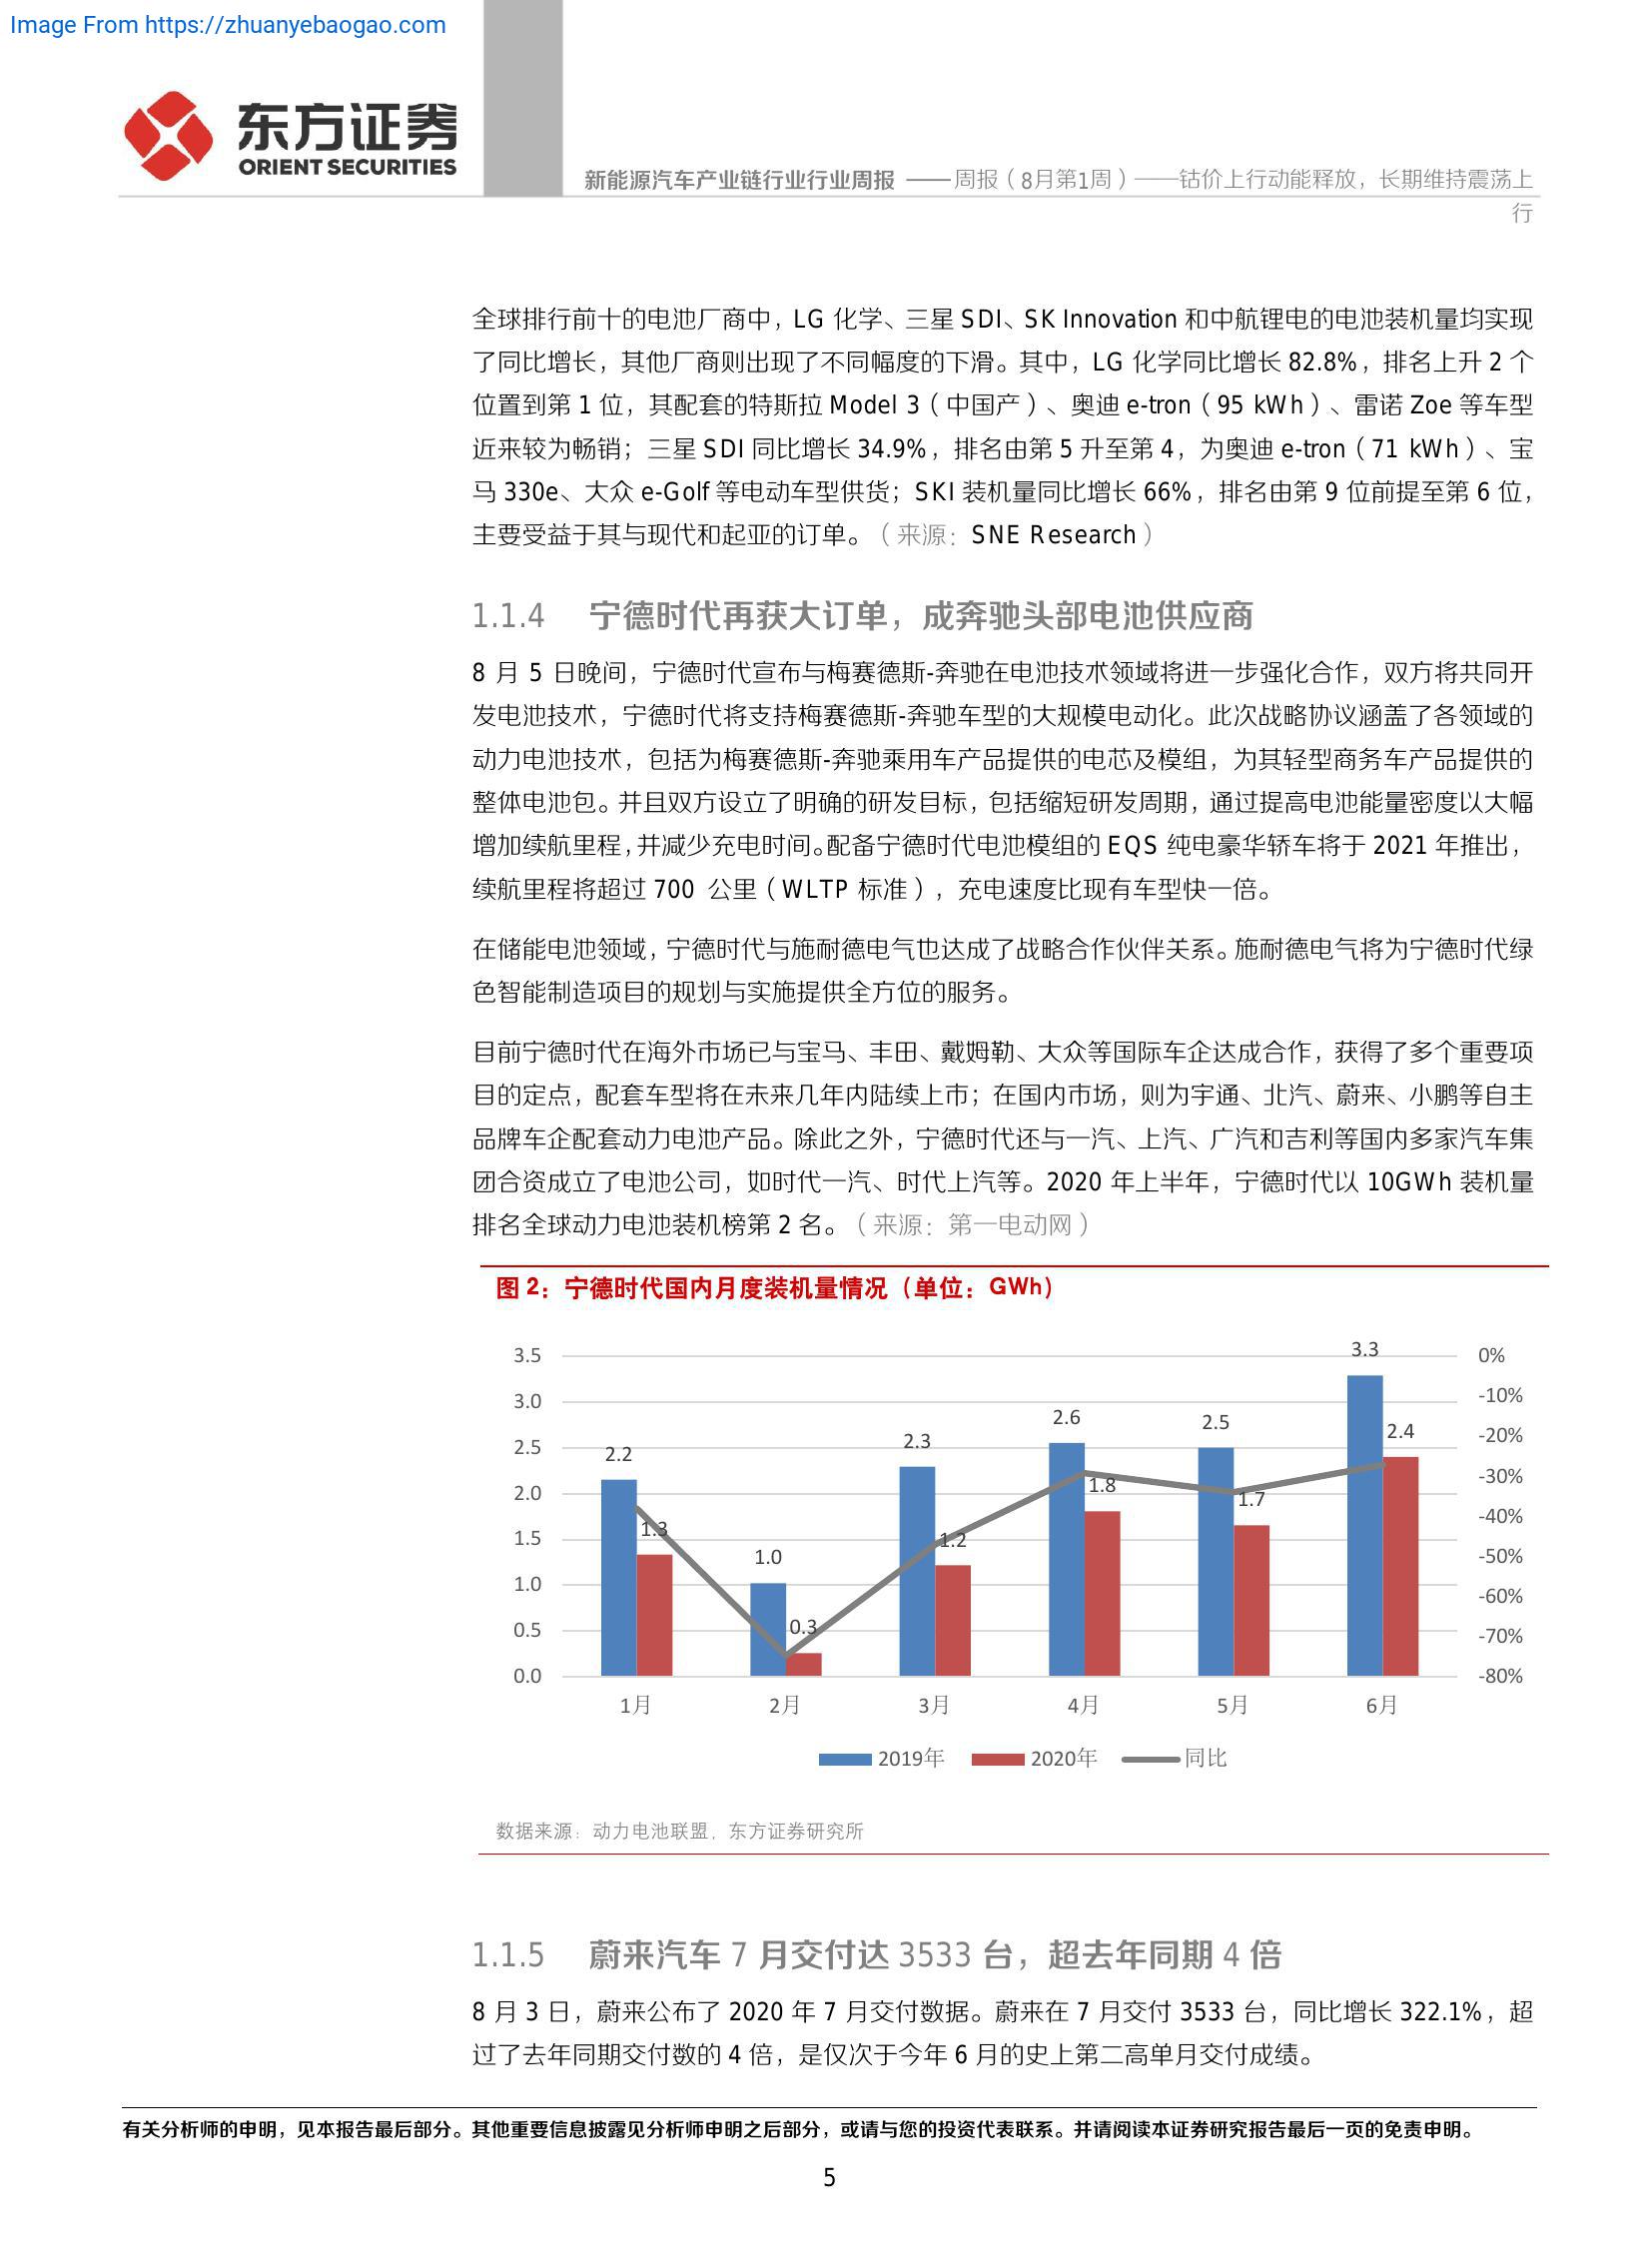 Image From https://zhuanyebaogao.com
东方证券
ORIENT SECURITIES
新能源汽车产业链行业行业周报 —— 周报（8月第1周）——钴价上行动能释放，长期维持震荡上
行
全球排行前十的电池厂商中，LG 化学、三星 SDI、SK Innovation 和中航锂电的电池装机量均实现
了同比增长，其他厂商则出现了不同幅度的下滑。其中，LG 化学同比增长 82.8%，排名上升 2 个
位置到第 1 位，其配套的特斯拉 Model 3（中国产）、奥迪 e-tron（95 kWh）、雷诺 Zoe 等车型
近来较为畅销；三星 SDI 同比增长 34.9%，排名由第 5 升至第 4，为奥迪 e-tron（71 kWh）、宝
马 330e、大众 e-Golf 等电动车型供货；SKI 装机量同比增长 66%，排名由第 9 位前提至第 6 位，
主要受益于其与现代和起亚的订单。（来源：SNE Research）
1.1.4 宁德时代再获大订单，成奔驰头部电池供应商
8 月 5 日晚间，宁德时代宣布与梅赛德斯-奔驰在电池技术领域将进一步强化合作，双方将共同开
发电池技术，宁德时代将支持梅赛德斯-奔驰车型的大规模电动化。此次战略协议涵盖了各领域的
动力电池技术，包括为梅赛德斯-奔驰乘用车产品提供的电芯及模组，为其轻型商务车产品提供的
整体电池包。并且双方设立了明确的研发目标，包括缩短研发周期，通过提高电池能量密度以大幅
增加续航里程，并减少充电时间。配备宁德时代电池模组的 EQS 纯电豪华轿车将于 2021 年推出，
续航里程将超过 700 公里（WLTP 标准），充电速度比现有车型快一倍。
在储能电池领域，宁德时代与施耐德电气也达成了战略合作伙伴关系。施耐德电气将为宁德时代绿
色智能制造项目的规划与实施提供全方位的服务。
目前宁德时代在海外市场已与宝马、丰田、戴姆勒、大众等国际车企达成合作，获得了多个重要项
目的定点，配套车型将在未来几年内陆续上市；在国内市场，则为宇通、北汽、蔚来、小鹏等自主
品牌车企配套动力电池产品。除此之外，宁德时代还与一汽、上汽、广汽和吉利等国内多家汽车集
团合资成立了电池公司，如时代一汽、时代上汽等。2020 年上半年，宁德时代以 10GWh 装机量
排名全球动力电池装机榜第 2 名。（来源：第一电动网）
图 2：宁德时代国内月度装机量情况（单位：GWh）
3.5 3.3 0%
3.0 -10%
2.6 2.5 2.4 -20%
2.5 2.2 2.3 -30%
2.0 1.8 1.7 -40%
1.5 1.3 1.2 -50%
1.0 1.0 -60%
0.5 0.3 -70%
0.0 -80%
1月 2月 3月 4月 5月 6月
2019年 2020年 同比
数据来源：动力电池联盟，东方证券研究所
1.1.5 蔚来汽车 7 月交付达 3533 台，超去年同期 4 倍
8 月 3 日，蔚来公布了 2020 年 7 月交付数据。蔚来在 7 月交付 3533 台，同比增长 322.1%，超
过了去年同期交付数的 4 倍，是仅次于今年 6 月的史上第二高单月交付成绩。
有关分析师的申明，见本报告最后部分。其他重要信息披露见分析师申明之后部分，或请与您的投资代表联系。并请阅读本证券研究报告最后一页的免责申明。
5